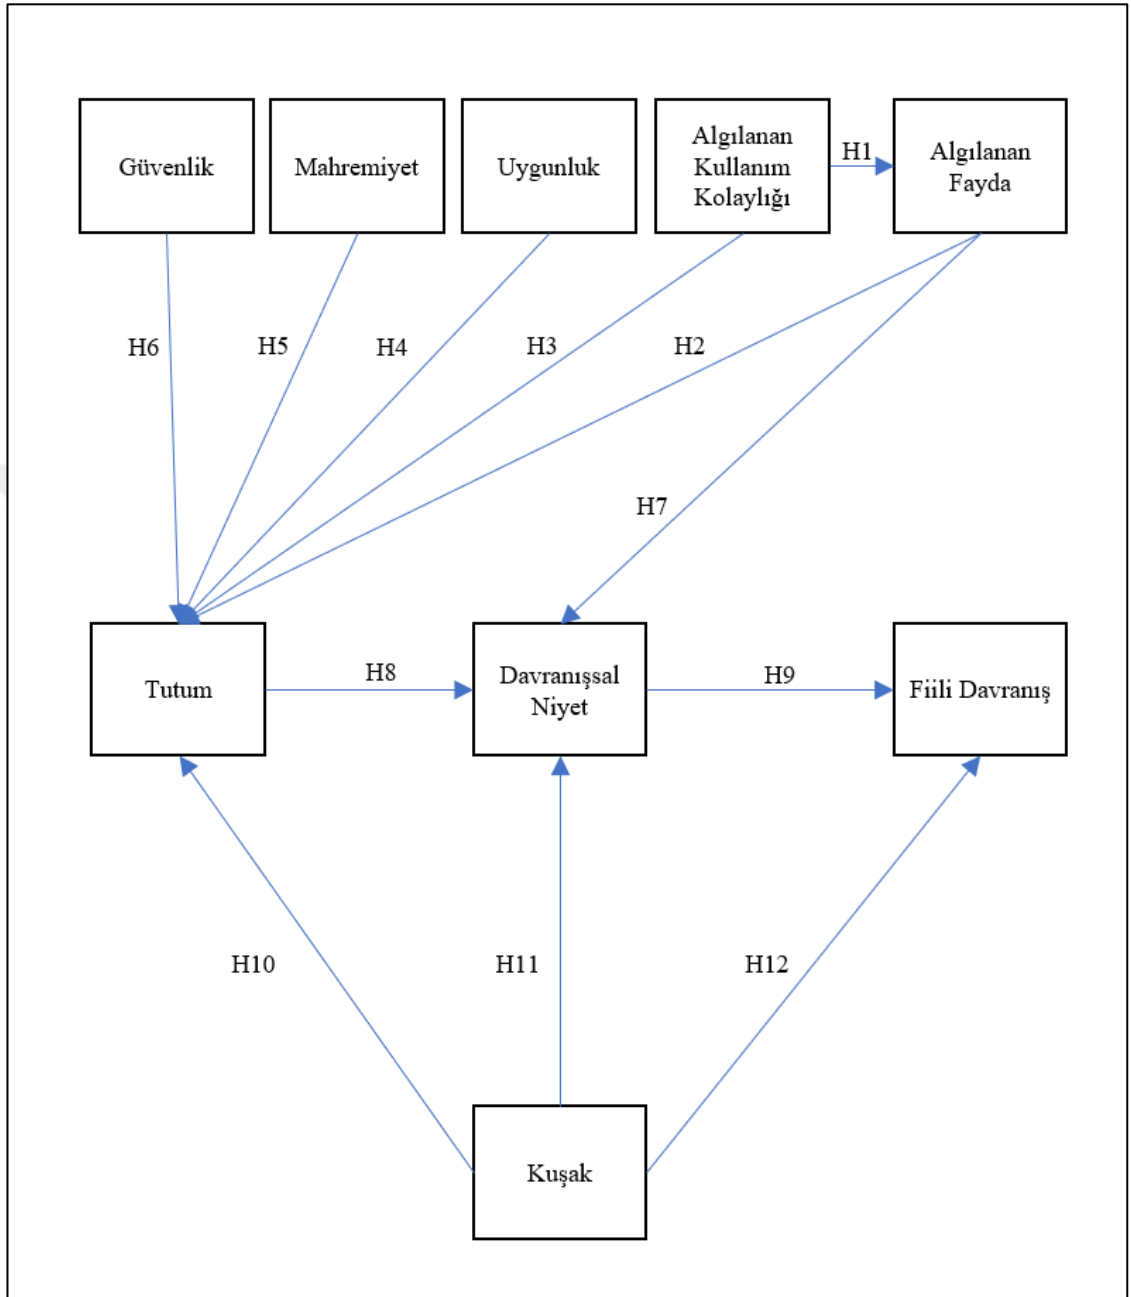 Güvenlik
Mahremiyet
Uygunluk
Algılanan
Kullanım
Kolaylığı
H1
Algılanan
Fayda
H6
H5
H4
H3
H2
H7
Tutum
H8
Davranışsal
Niyet
H9
Fiili Davranış
H10
H11
H12
Kuşak